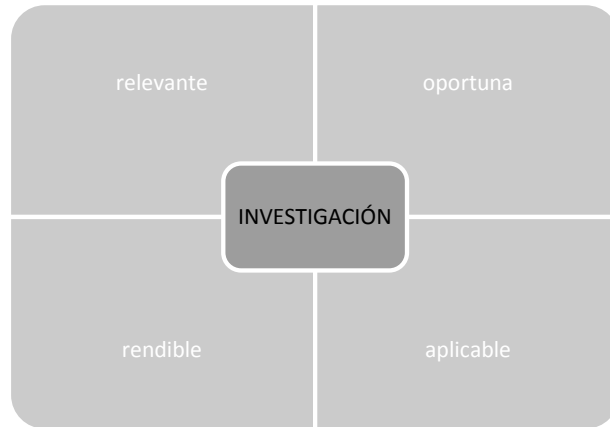 relevante
oportuna
INVESTIGACIÓN
rendible
aplicable